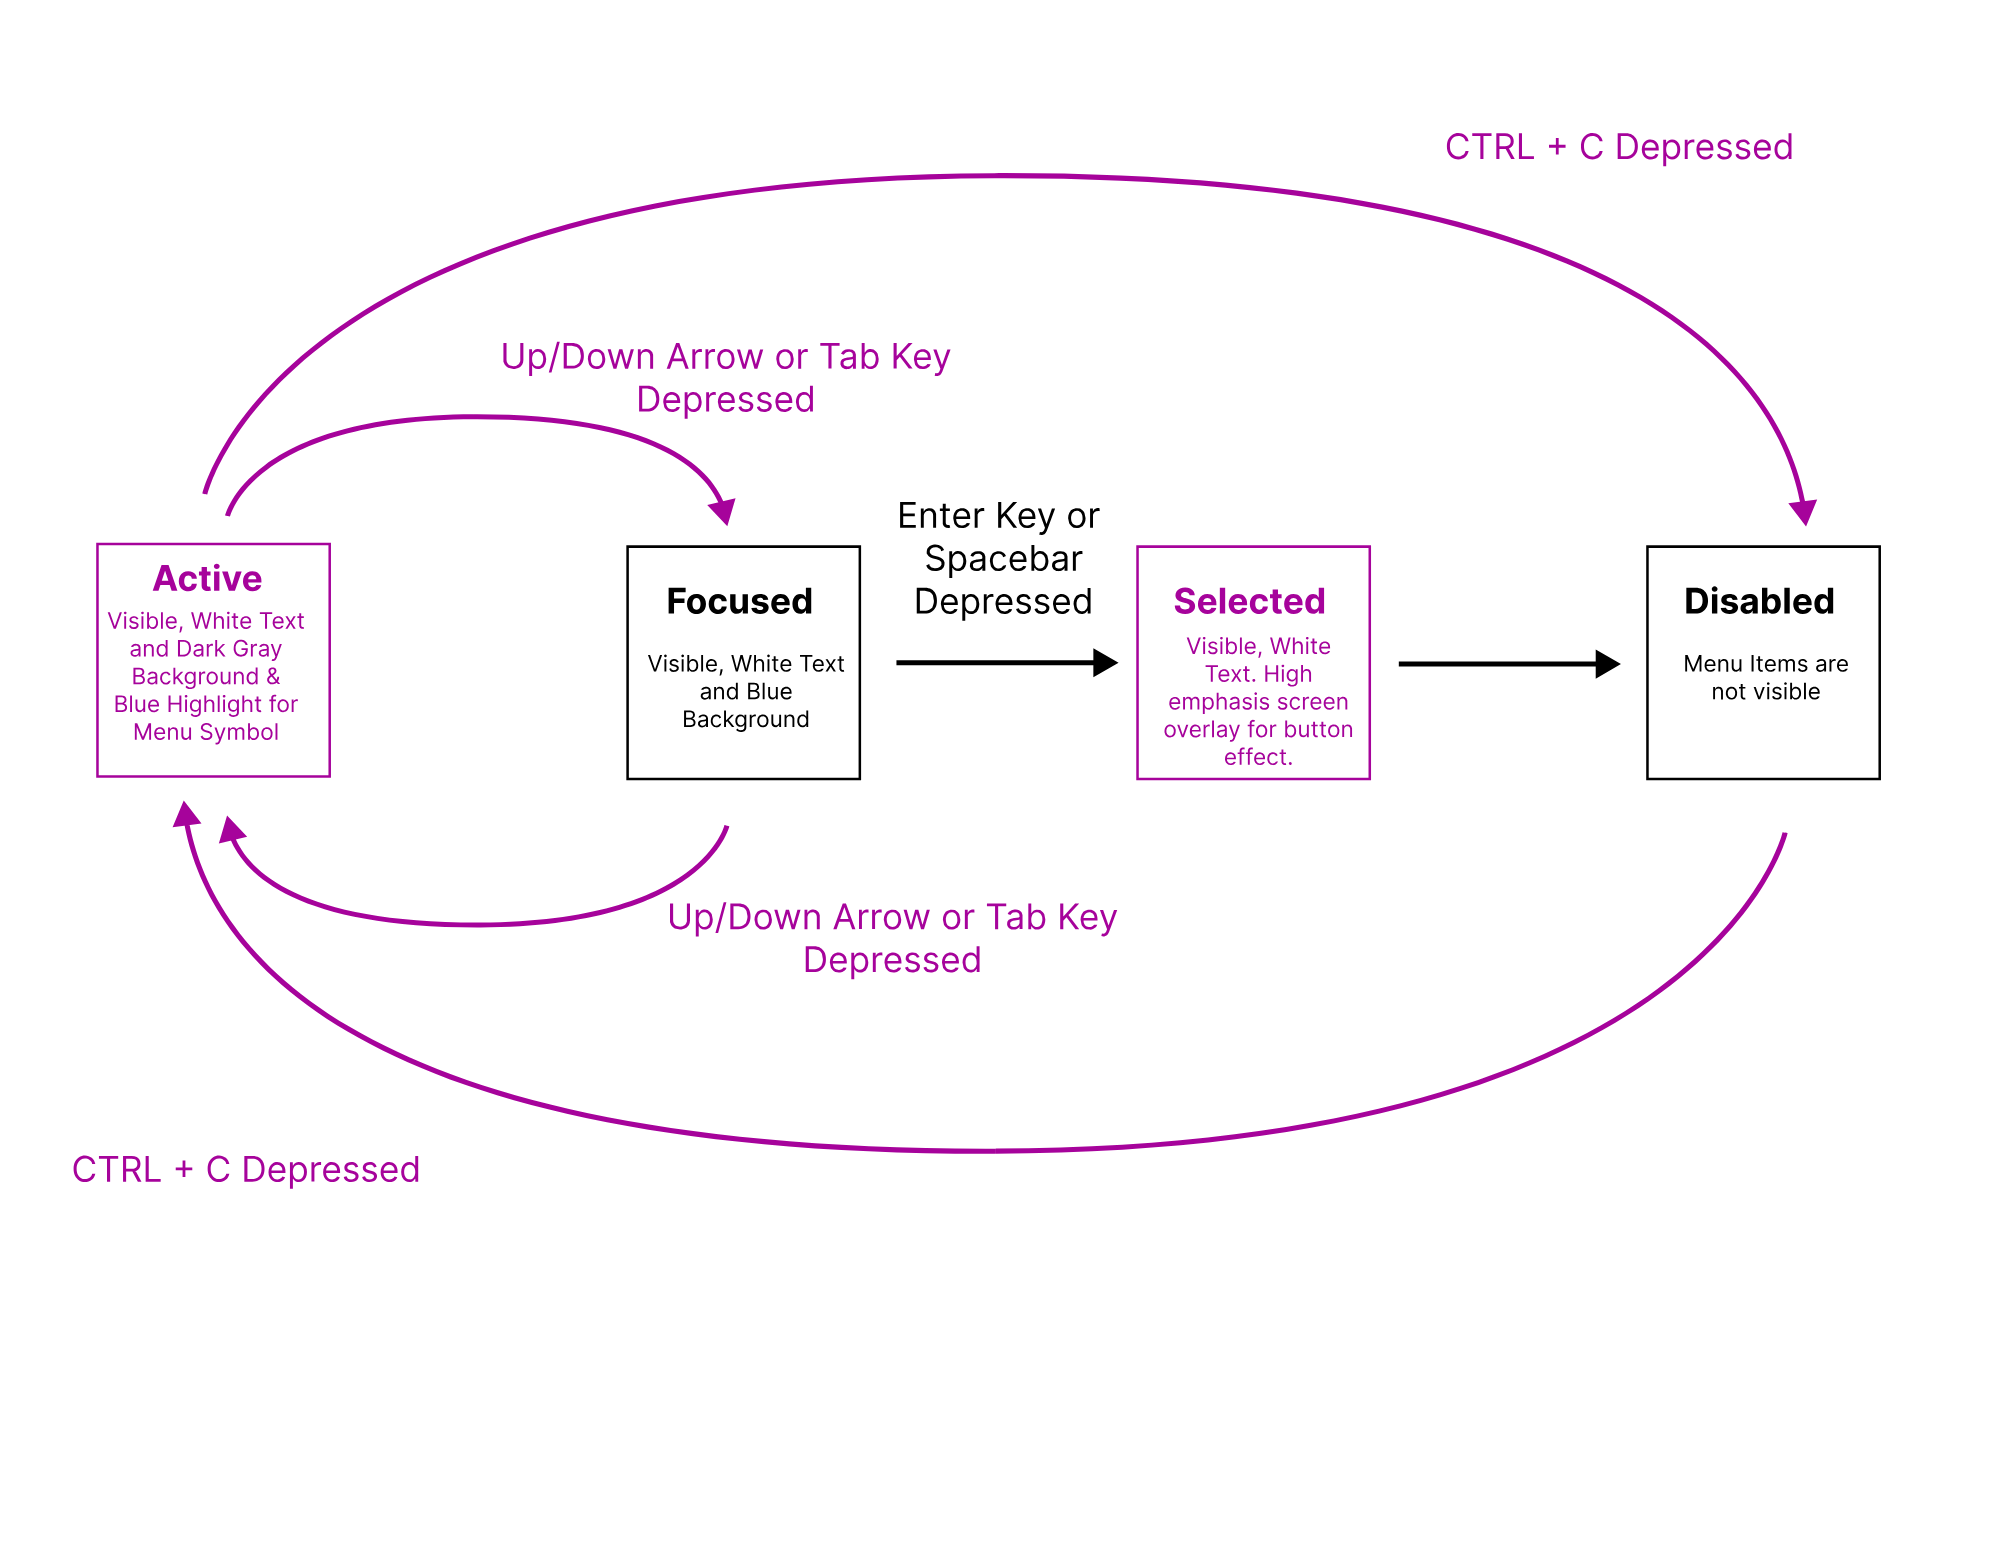 CTRL + C Depressed
Up/Down Arrow or Tab Key
Depressed
Enter Key or
Spacebar
Depressed
Active
Visible, White Text
and Dark Gray
Background &
Blue Highlight for
Menu Symbol
Focused
Visible, White Text
and Blue
Background
Selected
Visible, White
Text. High
emphasis screen
overlay for button
effect.
Disabled
Menu Items are
not visible
Up/Down Arrow or Tab Key
Depressed
CTRL + C Depressed